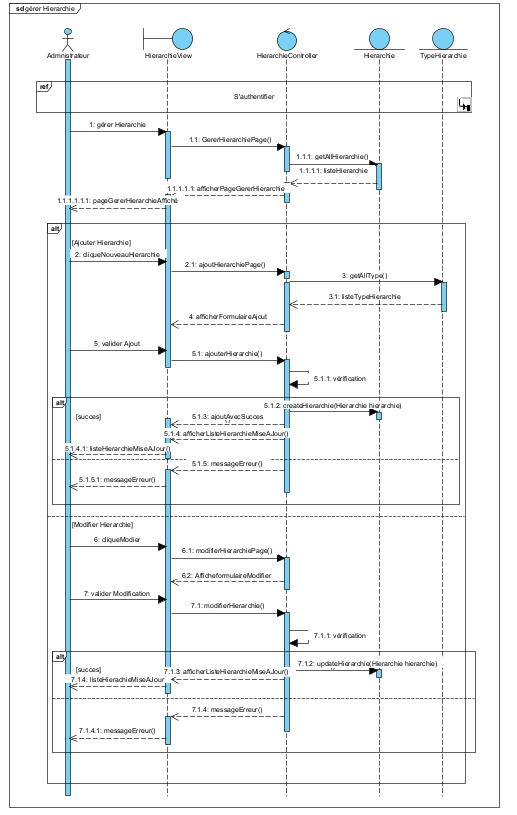 sd gérer Hierarchie
Admnistrateur
HierarchieView
HierarchieController
Hierarchie
TypeHierarchie
ref
S'authentifier
1: gérer Hierarchie
1.1: GererHierarchiePage()
1.1.1: getAllHierarchie()
1.1.1.1: listeHierarchie
1.1.1.1.1: afficherPageGererHierarchie
1.1.1.1.1.1: pageGererHierarchieAffiché
alt
[Ajouter Hierarchie]
2: cliqueNouveauHierarchie
2.1: ajoutHierarchiePage()
3: getAllType()
3.1: listeTypeHierarchie
4: afficherFormulaireAjout
5: valider Ajout
5.1: ajouterHierarchie()
5.1.1: vérification
alt
5.1.2: createHierarchie(Hierarchie hierarchie)
[succes]
5.1.3: ajoutAvecSucces
5.1.4: afficherListeHierarchieMiseAJour()
5.1.4.1: listeHierarchieMiseAJour()
5.1.5: messageErreur()
5.1.5.1: messageErreur()
[Modifier Hierarchie]
6: cliqueModier
6.1: modifierHierarchiePage()
6.2: AfficheformulaireModifier
7: valider Modification
7.1: modifierHierarchie()
7.1.1: vérification
alt
7.1.2: updateHierarchie(Hierarchie hierarchie)
[succes]
7.1.3: afficherListeHierarchieMiseAJour()
7.1.4: listeHierachieMiseAJour
7.1.4: messageErreur()
7.1.4.1: messageErreur()